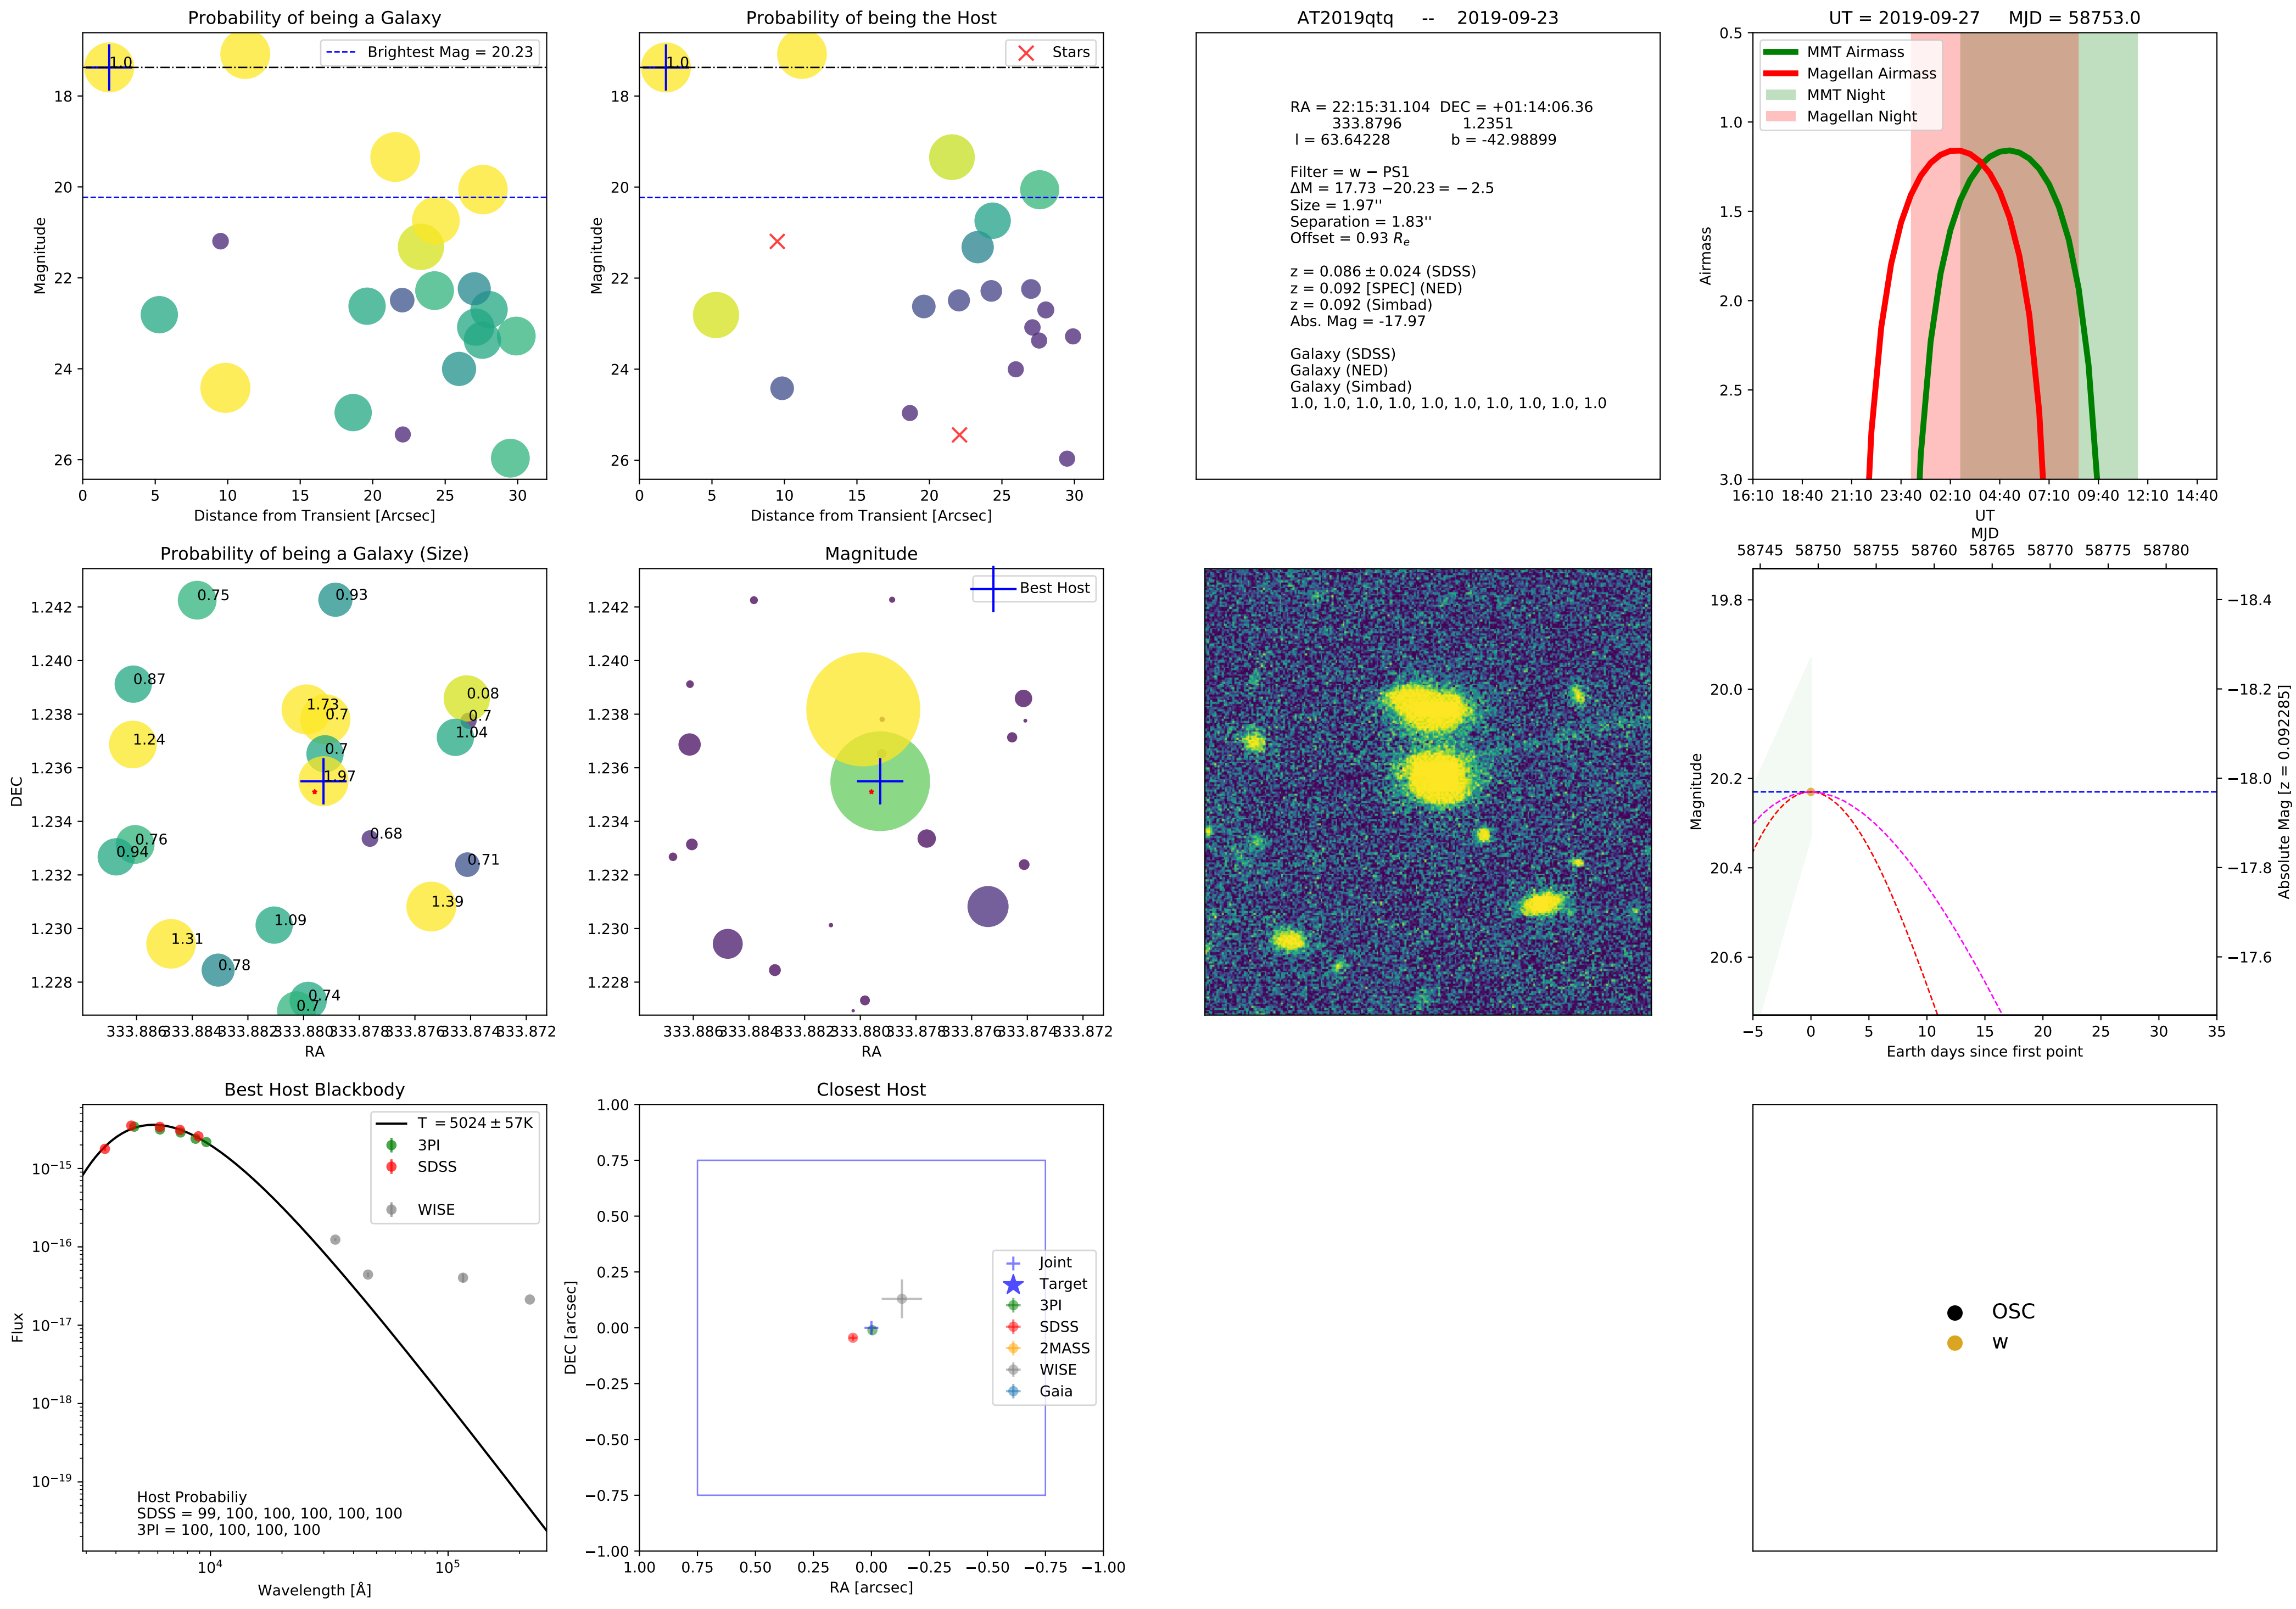 Probability of being a Galaxy
1.0
Brightest Mag = 20.23
Magnitude
18
20
22
24
26
0 5 10 15 20 25 30
Distance from Transient [Arcsec]
Probability of being the Host
1.0
Stars
Magnitude
18
20
22
24
26
0 5 10 15 20 25 30
Distance from Transient [Arcsec]
AT2019qtq -- 2019-09-23
RA = 22:15:31.104 DEC = +01:14:06.36
333.8796 1.2351
l = 63.64228 b = -42.98899
Filter = w − PS1
ΔM = 17.73 −20.23 = −2.5
Size = 1.97''
Separation = 1.83''
Offset = 0.93 Re
z = 0.086 ± 0.024 (SDSS)
z = 0.092 [SPEC] (NED)
z = 0.092 (Simbad)
Abs. Mag = -17.97
Galaxy (SDSS)
Galaxy (NED)
Galaxy (Simbad)
1.0, 1.0, 1.0, 1.0, 1.0, 1.0, 1.0, 1.0, 1.0, 1.0
UT = 2019-09-27 MJD = 58753.0
MMT Airmass
Magellan Airmass
MMT Night
Magellan Night
Airmass
0.5
1.0
1.5
2.0
2.5
3.0
16:10 18:40 21:10 23:40 02:10 04:40 07:10 09:40 12:10 14:40
UT
Probability of being a Galaxy (Size)
DEC
1.242
1.240
1.238
1.236
1.234
1.232
1.230
1.228
0.75
0.93
0.87
0.08
1.73
0.7
0.7
1.24
1.04
0.7
1.97
0.68
0.76
0.94
0.71
1.39
1.09
1.31
0.78
0.74
0.7
333.886 333.884 333.882 333.880 333.878 333.876 333.874 333.872
RA
Magnitude
Best Host
1.242
1.240
1.238
1.236
1.234
1.232
1.230
1.228
333.886 333.884 333.882 333.880 333.878 333.876 333.874 333.872
RA
MJD
58745 58750 58755 58760 58765 58770 58775 58780
Magnitude
19.8
20.0
20.2
20.4
20.6
−18.4
−18.2
−18.0
−17.8
−17.6
Absolute Mag [z = 0.092285]
−5 0 5 10 15 20 25 30 35
Earth days since first point
Best Host Blackbody
T = 5024 ± 57K
3PI
SDSS
WISE
Flux
10−15
10−16
10−17
10−18
10−19
Host Probabiliy
SDSS = 99, 100, 100, 100, 100, 100
3PI = 100, 100, 100, 100
104 105
Wavelength [Å]
Closest Host
DEC [arcsec]
1.00
0.75
0.50
0.25
0.00
−0.25
−0.50
−0.75
−1.00
Joint
Target
3PI
SDSS
2MASS
WISE
Gaia
1.00 0.75 0.50 0.25 0.00 −0.25 −0.50 −0.75 −1.00
RA [arcsec]
OSC
w